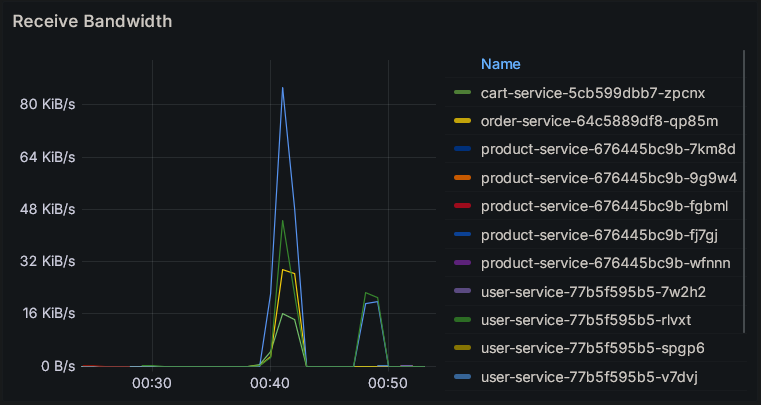 Receive Bandwidth
Name
80 KiB/s
64 KiB/s
48 KiB/s
32 KiB/s
16 KiB/s
0 B/s
00:30
00:40
00:50
cart-service-5cb599dbb7-zpcnx
order-service-64c5889df8-qp85m
product-service-676445bc9b-7km8d
product-service-676445bc9b-9g9w4
product-service-676445bc9b-fgbml
product-service-676445bc9b-fj7gj
product-service-676445bc9b-wfnnn
user-service-77b5f595b5-7w2h2
user-service-77b5f595b5-rlvxt
user-service-77b5f595b5-spgp6
user-service-77b5f595b5-v7dvj